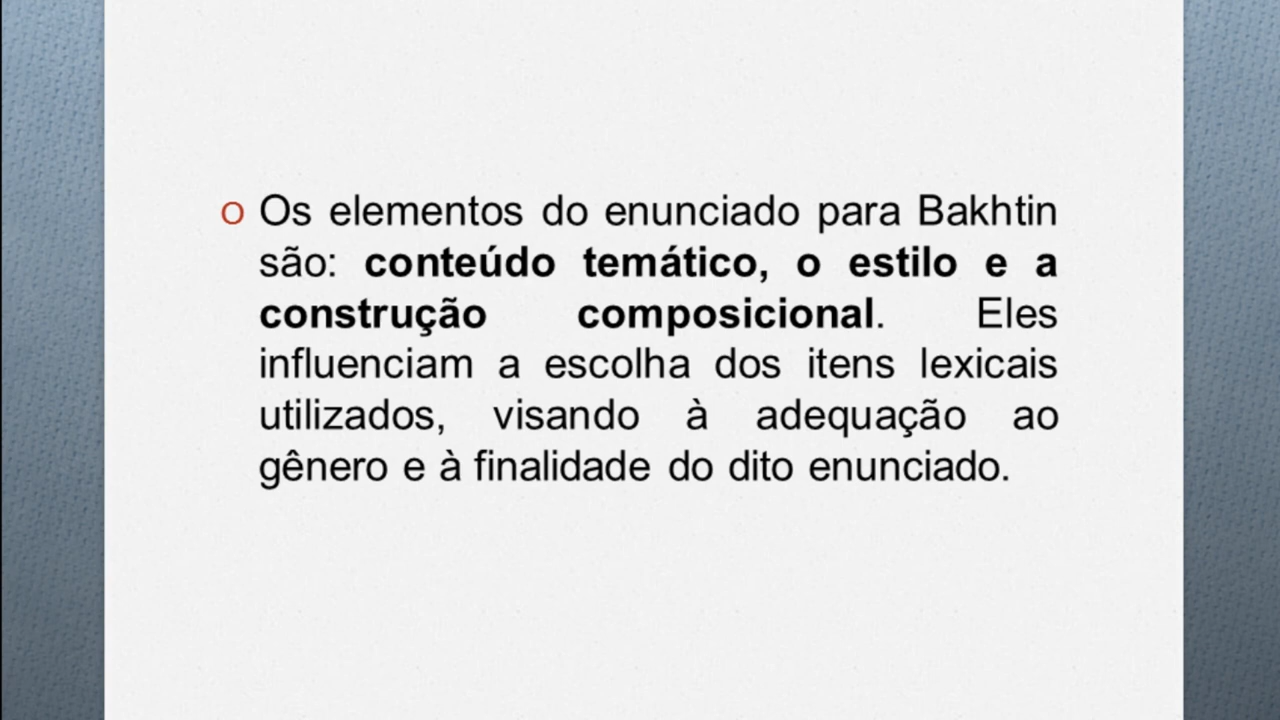 Os elementos do enunciado para Bakhtin
são: conteúdo temático, o estilo e a
construção composicional. Eles
influenciam a escolha dos itens lexicais
utilizados, visando à adequação ao
gênero e à finalidade do dito enunciado.